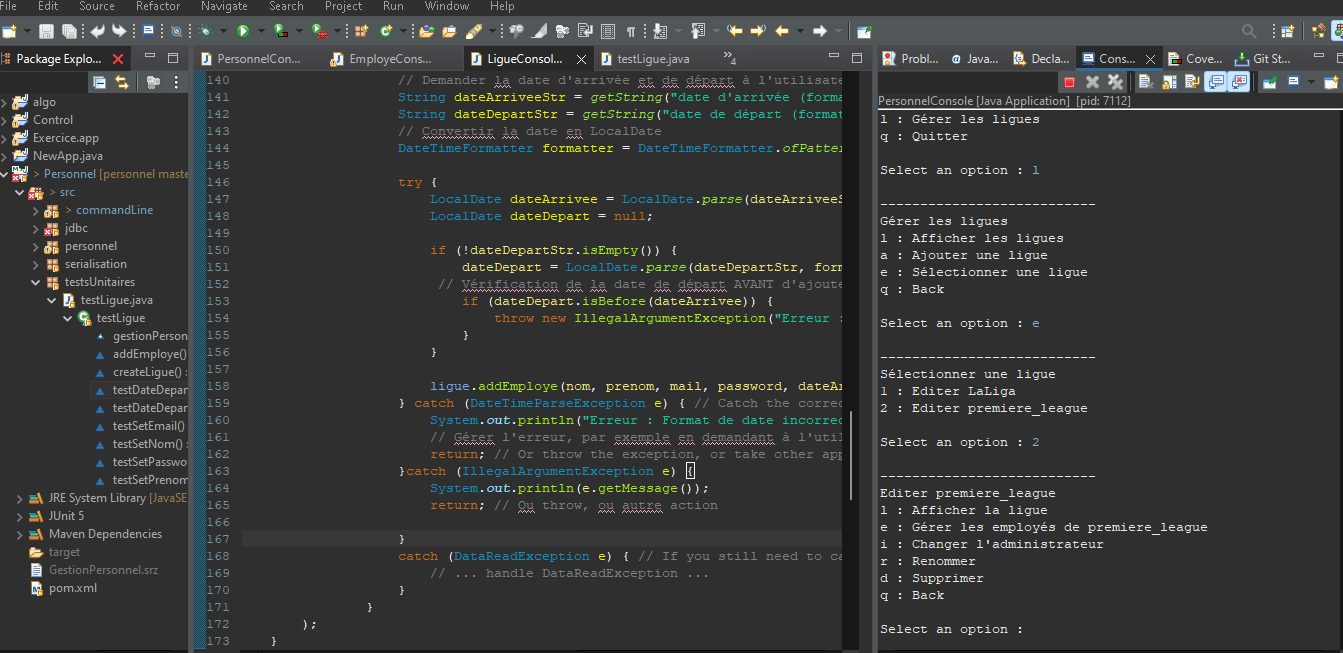 File Edit Source Refactor Navigate Search Project Run Window Help
Package Explo...
algo
Control
Exercice.app
NewApp.java
> Personnel [personnel maste
> src
> commandLine
jdbc
personnel
serialisation
testsUnitaires
testLigue.java
testLigue
gestionPerson
addEmploye()
createLigue() :
testDateDepar
testDateDepar
testSetEmail()
testSetNom() :
testSetPasswo
testSetPrenom
JRE System Library [JavaSE
JUnit 5
Maven Dependencies
target
GestionPersonnel.srz
pom.xml
PersonnelCon... EmployeCons... LigueConsol... testLigue.java »4
140 // Demander la date d'arrivée et de départ à l'utilisate
141 String dateArriveeStr = getString("date d'arrivée (forma
142 String dateDepartStr = getString("date de départ (format
143 // Convertir la date en LocalDate
144 DateTimeFormatter formatter = DateTimeFormatter.ofPatter
145
146 try {
147 LocalDate dateArrivee = LocalDate.parse(dateArriveeS
148 LocalDate dateDepart = null;
149
150 if (!dateDepartStr.isEmpty()) {
151 dateDepart = LocalDate.parse(dateDepartStr, form
152 // Vérification de la date de départ AVANT d'ajoute
153 if (dateDepart.isBefore(dateArrivee)) {
154 throw new IllegalArgumentException("Erreur :
155 }
156 }
157
158 ligue.addEmploye(nom, prenom, mail, password, dateAr
159 } catch (DateTimeParseException e) { // Catch the correc
160 System.out.println("Erreur : Format de date incorrec
161 // Gérer l'erreur, par exemple en demandant à l'util
162 return; // Or throw the exception, or take other app
163 }catch (IllegalArgumentException e) {
164 System.out.println(e.getMessage());
165 return; // Ou throw, ou autre action
166
167 }
168 catch (DataReadException e) { // If you still need to ca
169 // ... handle DataReadException ...
170 }
171 }
172 );
173 }
Probl... Java... Decla... Cons... Cove... Git St...
PersonnelConsole [Java Application] [pid: 7112]
l : Gérer les ligues
q : Quitter
Select an option : l
---------------------------
Gérer les ligues
l : Afficher les ligues
a : Ajouter une ligue
e : Sélectionner une ligue
q : Back
Select an option : e
---------------------------
Sélectionner une ligue
1 : Editer LaLiga
2 : Editer premiere_league
Select an option : 2
---------------------------
Editer premiere_league
l : Afficher la ligue
e : Gérer les employés de premiere_league
i : Changer l'administrateur
r : Renommer
d : Supprimer
q : Back
Select an option :